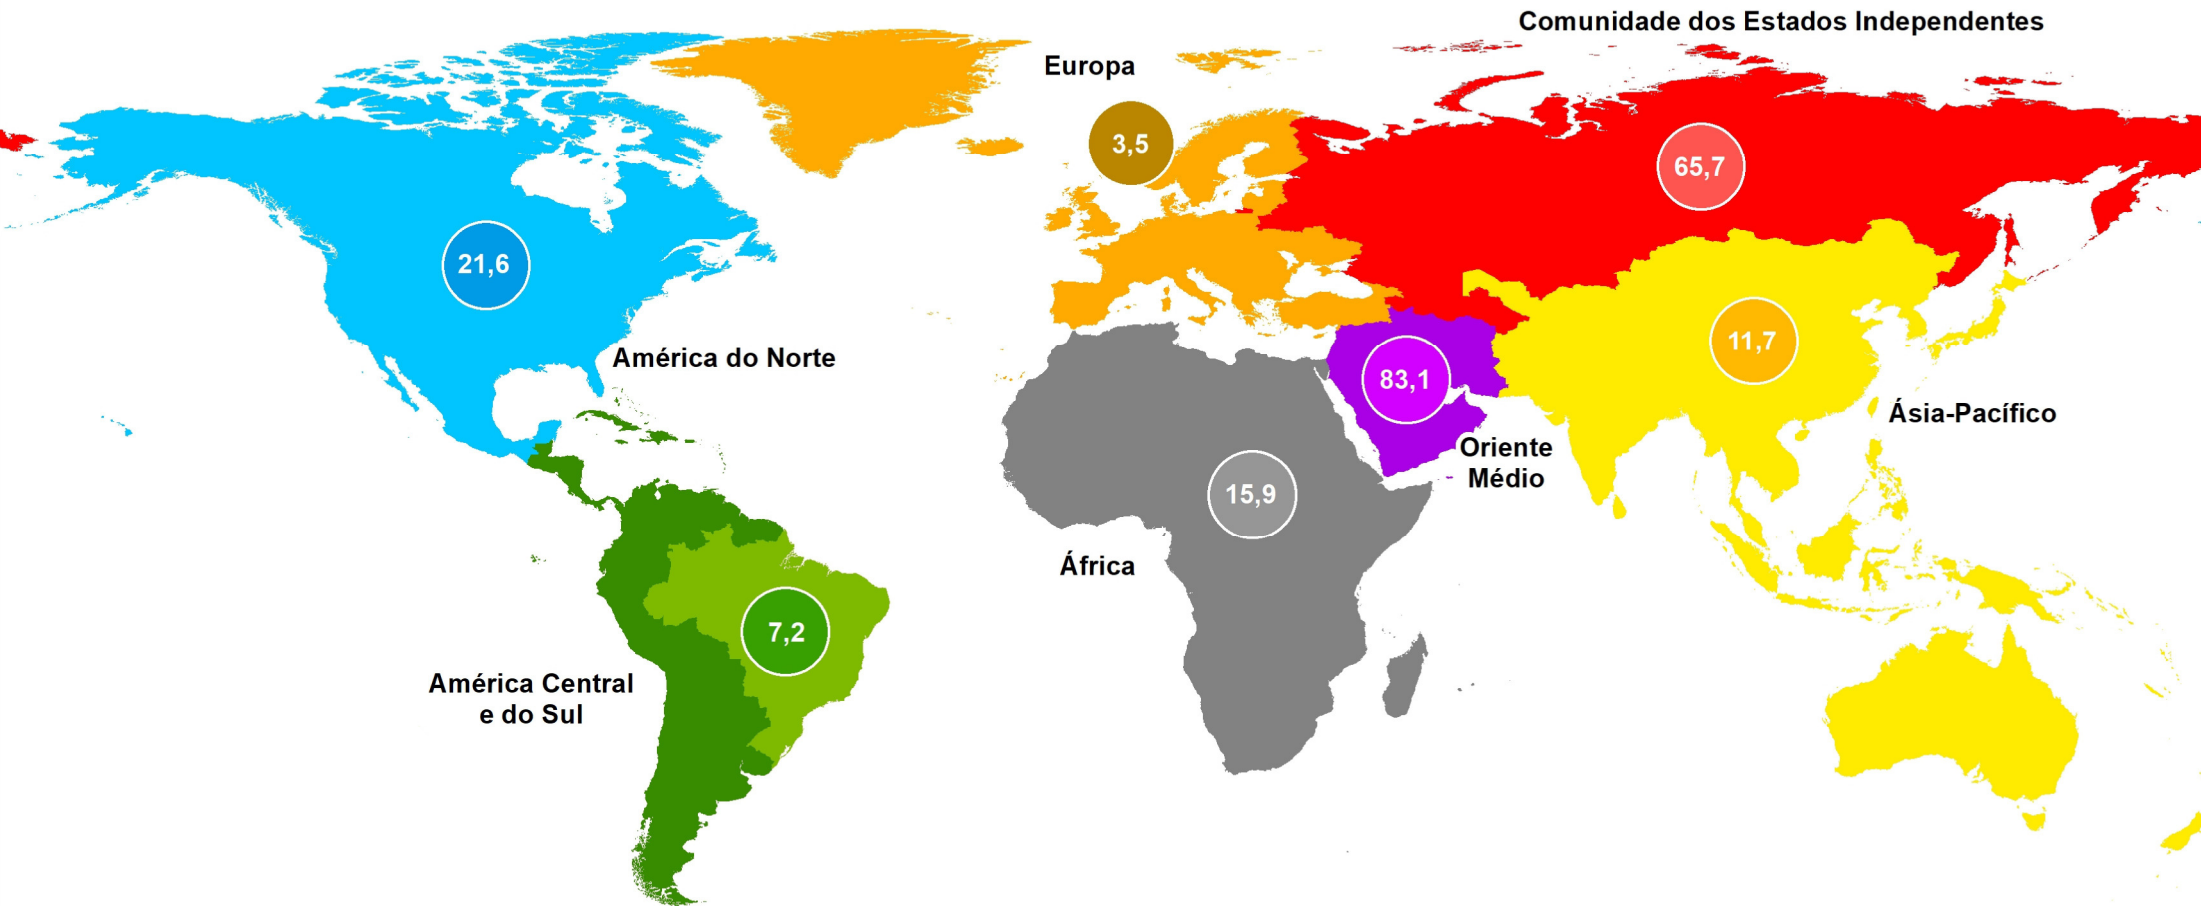 Comunidade dos Estados Independentes
Europa
3,5
65,7
21,6
América do Norte
11,7
83,1
Ásia-Pacífico
Oriente
Médio
15,9
África
7,2
América Central
e do Sul